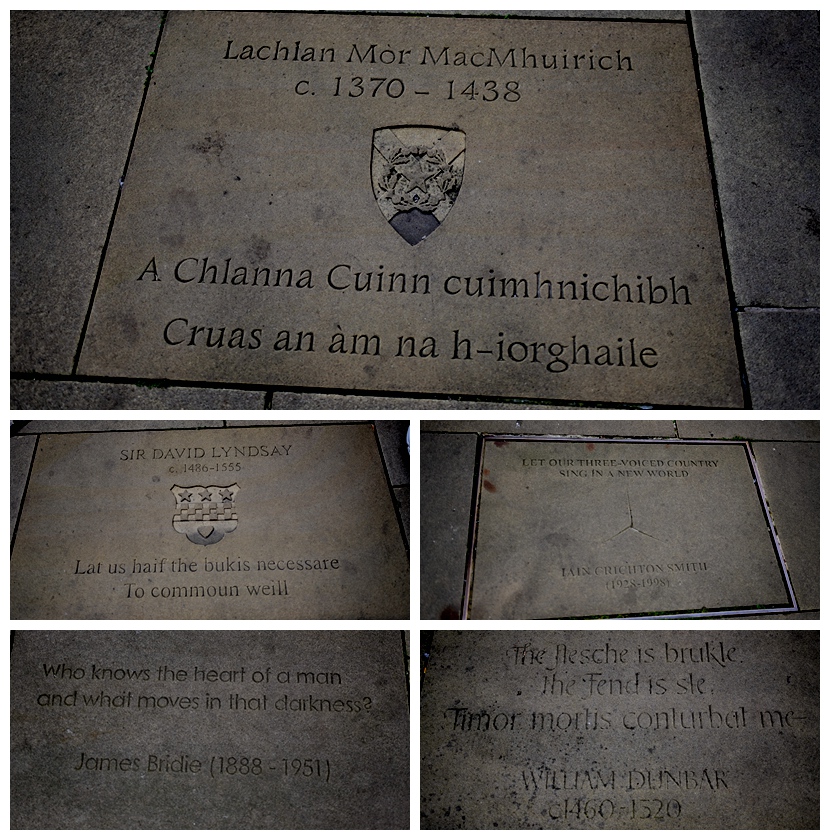 Lachlan Mòr MacMhuirich
c. 1370 – 1438
A Chlanna Cuinn cuimhnichibh
Cruas an àm na h-iorghaile
SIR DAVID LYNDSAY
c. 1486-1555
Lat us haif the bukis necessare
To commoun weill
LET OUR THREE-VOICED COUNTRY
SING IN A NEW WORLD
IAIN CRICHTON SMITH
(1928-1998)
Who knows the heart of a man
and what moves in that darkness?
James Bridie (1888 - 1951)
The flesche is brukle,
the Fend is sle,
Timor mortis conturbat me-
WILLIAM DUNBAR
c1460-1520